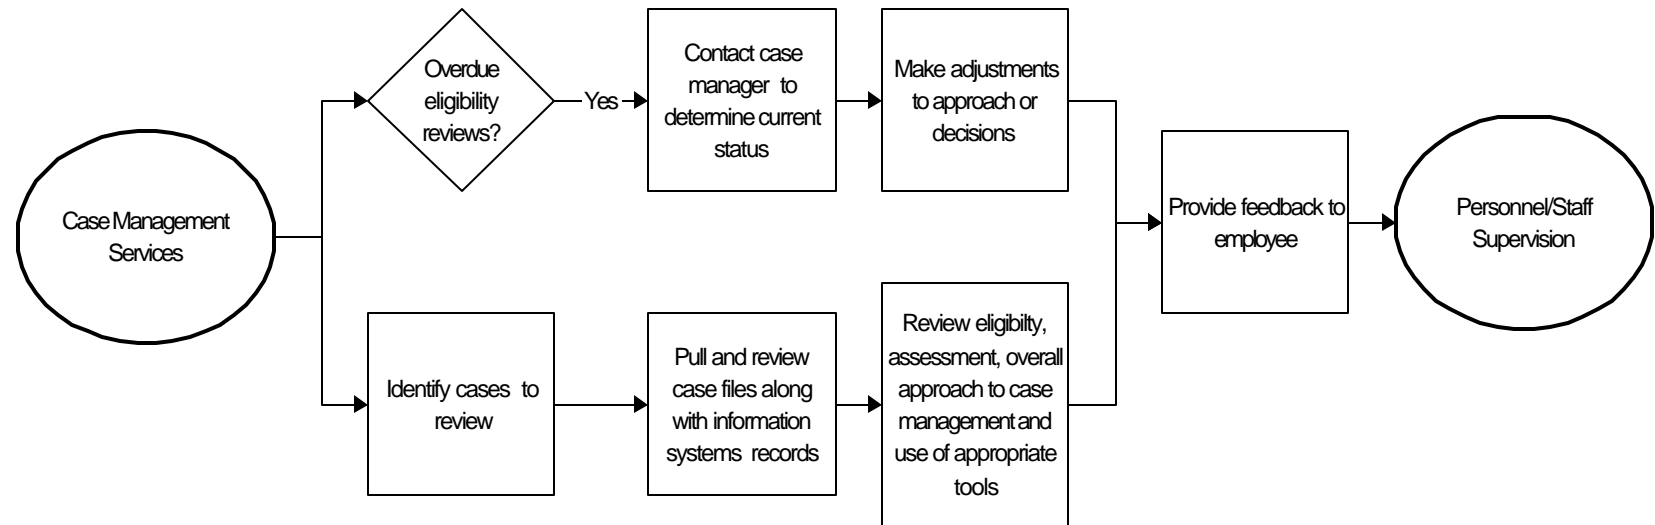 Case Management
Services
Overdue
eligibility
reviews?
Yes
Contact case
manager to
determine current
status
Make adjustments
to approach or
decisions
Identify cases to
review
Pull and review
case files along
with information
systems records
Review eligibilty,
assessment, overall
approach to case
management and
use of appropriate
tools
Provide feedback to
employee
Personnel/Staff
Supervision